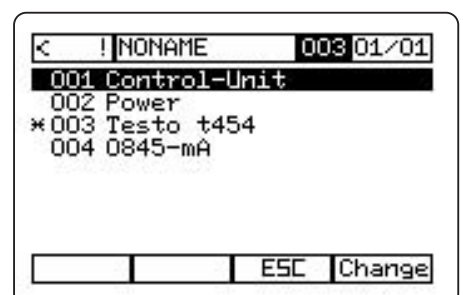 < ! NONAME 003 01/01
001 Control-Unit
002 Power
*003 Testo t454
004 0845-mA
ESC Change